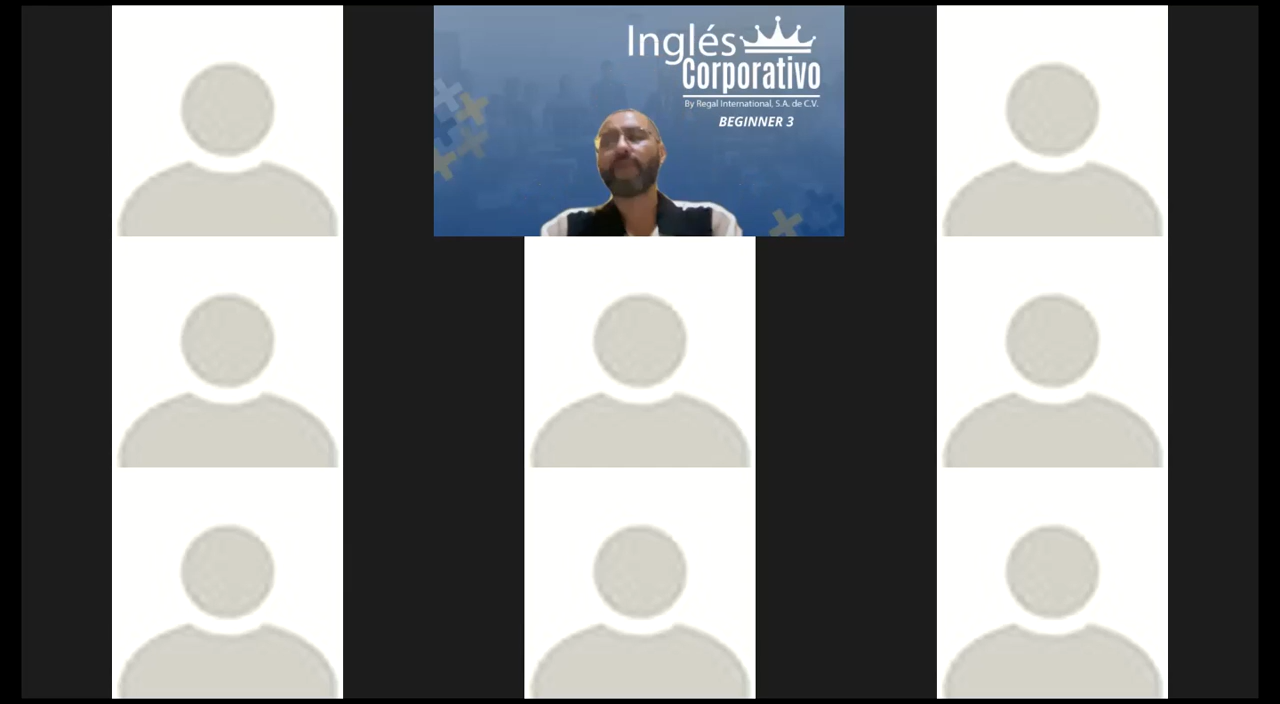 Inglés
Corporativo
By Regal International, S.A. de C.V.
BEGINNER 3